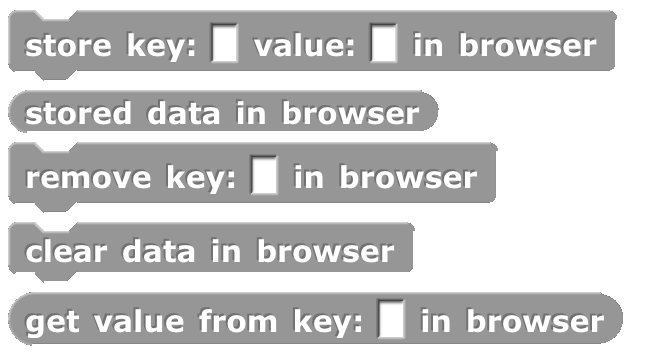 store key: value: in browser
stored data in browser
remove key: in browser
clear data in browser
get value from key: in browser